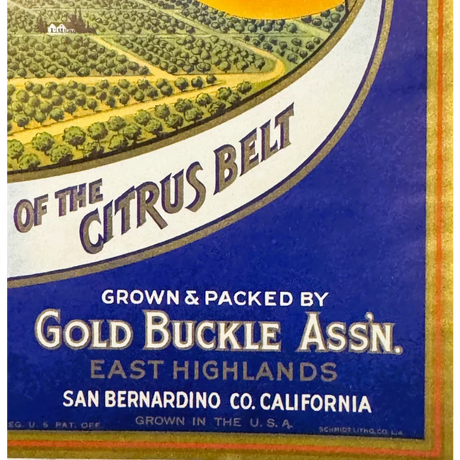 OF THE CITRUS BELT
GROWN & PACKED BY
GOLD BUCKLE ASS'N.
EAST HIGHLANDS
SAN BERNARDINO CO. CALIFORNIA
EG. U S PAT. OFF.
GROWN IN THE U.S.A.
SCHMIDT LITHO. CO. L.A.